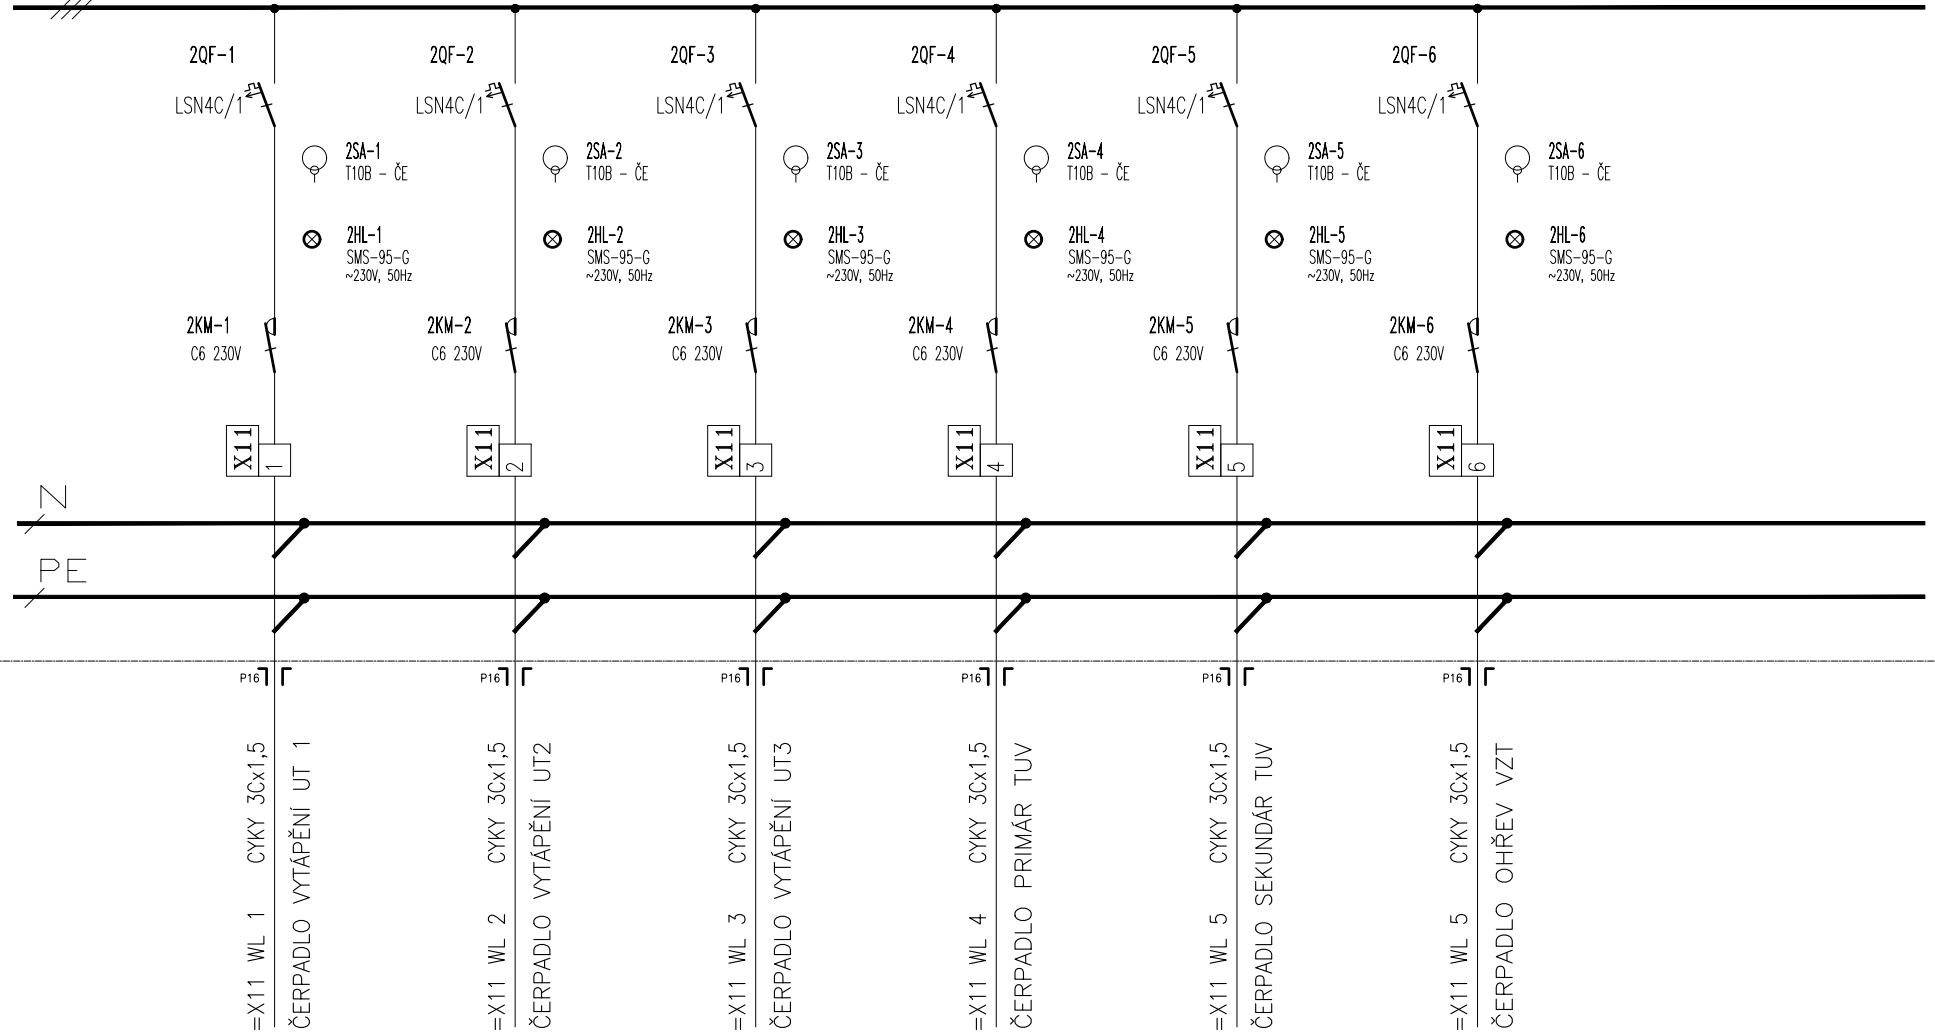 2QF-1
LSN4C/1
2SA-1
T10B - ČE
2HL-1
SMS-95-G
~230V, 50Hz
2KM-1
C6 230V
X11
1
2QF-2
LSN4C/1
2SA-2
T10B - ČE
2HL-2
SMS-95-G
~230V, 50Hz
2KM-2
C6 230V
X11
2
2QF-3
LSN4C/1
2SA-3
T10B - ČE
2HL-3
SMS-95-G
~230V, 50Hz
2KM-3
C6 230V
X11
3
2QF-4
LSN4C/1
2SA-4
T10B - ČE
2HL-4
SMS-95-G
~230V, 50Hz
2KM-4
C6 230V
X11
4
2QF-5
LSN4C/1
2SA-5
T10B - ČE
2HL-5
SMS-95-G
~230V, 50Hz
2KM-5
C6 230V
X11
5
2QF-6
LSN4C/1
2SA-6
T10B - ČE
2HL-6
SMS-95-G
~230V, 50Hz
2KM-6
C6 230V
X11
6
N
PE
P16
=X11 WL 1 CYKY 3Cx1,5
ČERPADLO VYTÁPĚNÍ UT 1
P16
=X11 WL 2 CYKY 3Cx1,5
ČERPADLO VYTÁPĚNÍ UT2
P16
=X11 WL 3 CYKY 3Cx1,5
ČERPADLO VYTÁPĚNÍ UT3
P16
=X11 WL 4 CYKY 3Cx1,5
ČERPADLO PRIMÁR TUV
P16
=X11 WL 5 CYKY 3Cx1,5
ČERPADLO SEKUNDÁR TUV
P16
=X11 WL 5 CYKY 3Cx1,5
ČERPADLO OHŘEV VZT